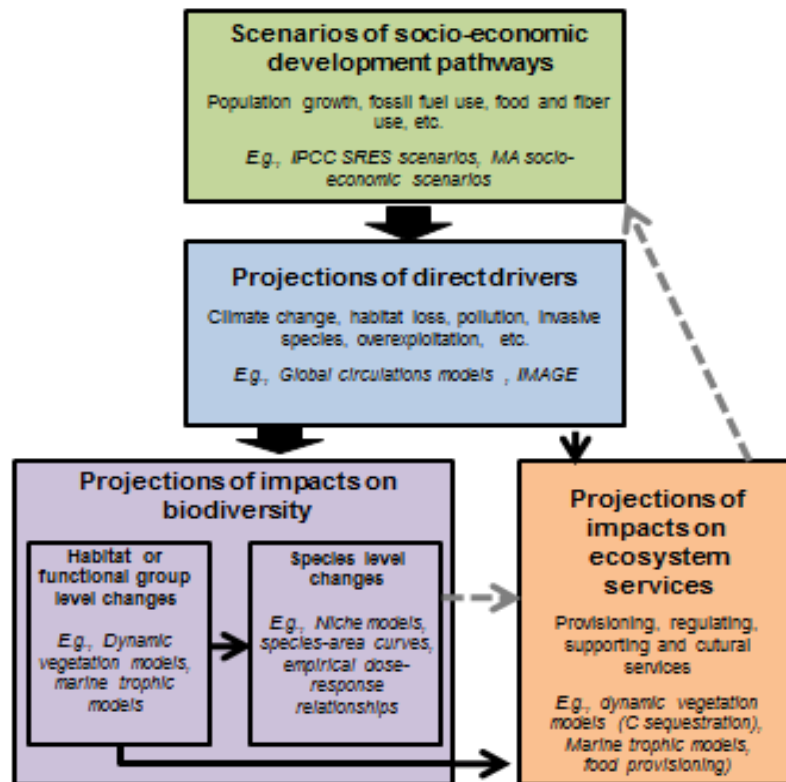 Scenarios of socio-economic
development pathways
Population growth, fossil fuel use, food and fiber
use, etc.
E.g., IPCC SRES scenarios, MA socio-
economic scenarios
Projections of direct drivers
Climate change, habitat loss, pollution, invasive
species, overexploitation, etc.
E.g., Global circulations models , IMAGE
Projections of impacts on
biodiversity
Habitat or
functional group
level changes
E.g., Dynamic
vegetation models,
marine trophic
models
Species level
changes
E.g., Niche models,
species-area curves,
empirical dose-
response
relationships
Projections of
impacts on
ecosystem
services
Provisioning, regulating,
supporting and cutural
services
E.g., dynamic vegetation
models (C sequestration),
Marine trophic models,
food provisioning)